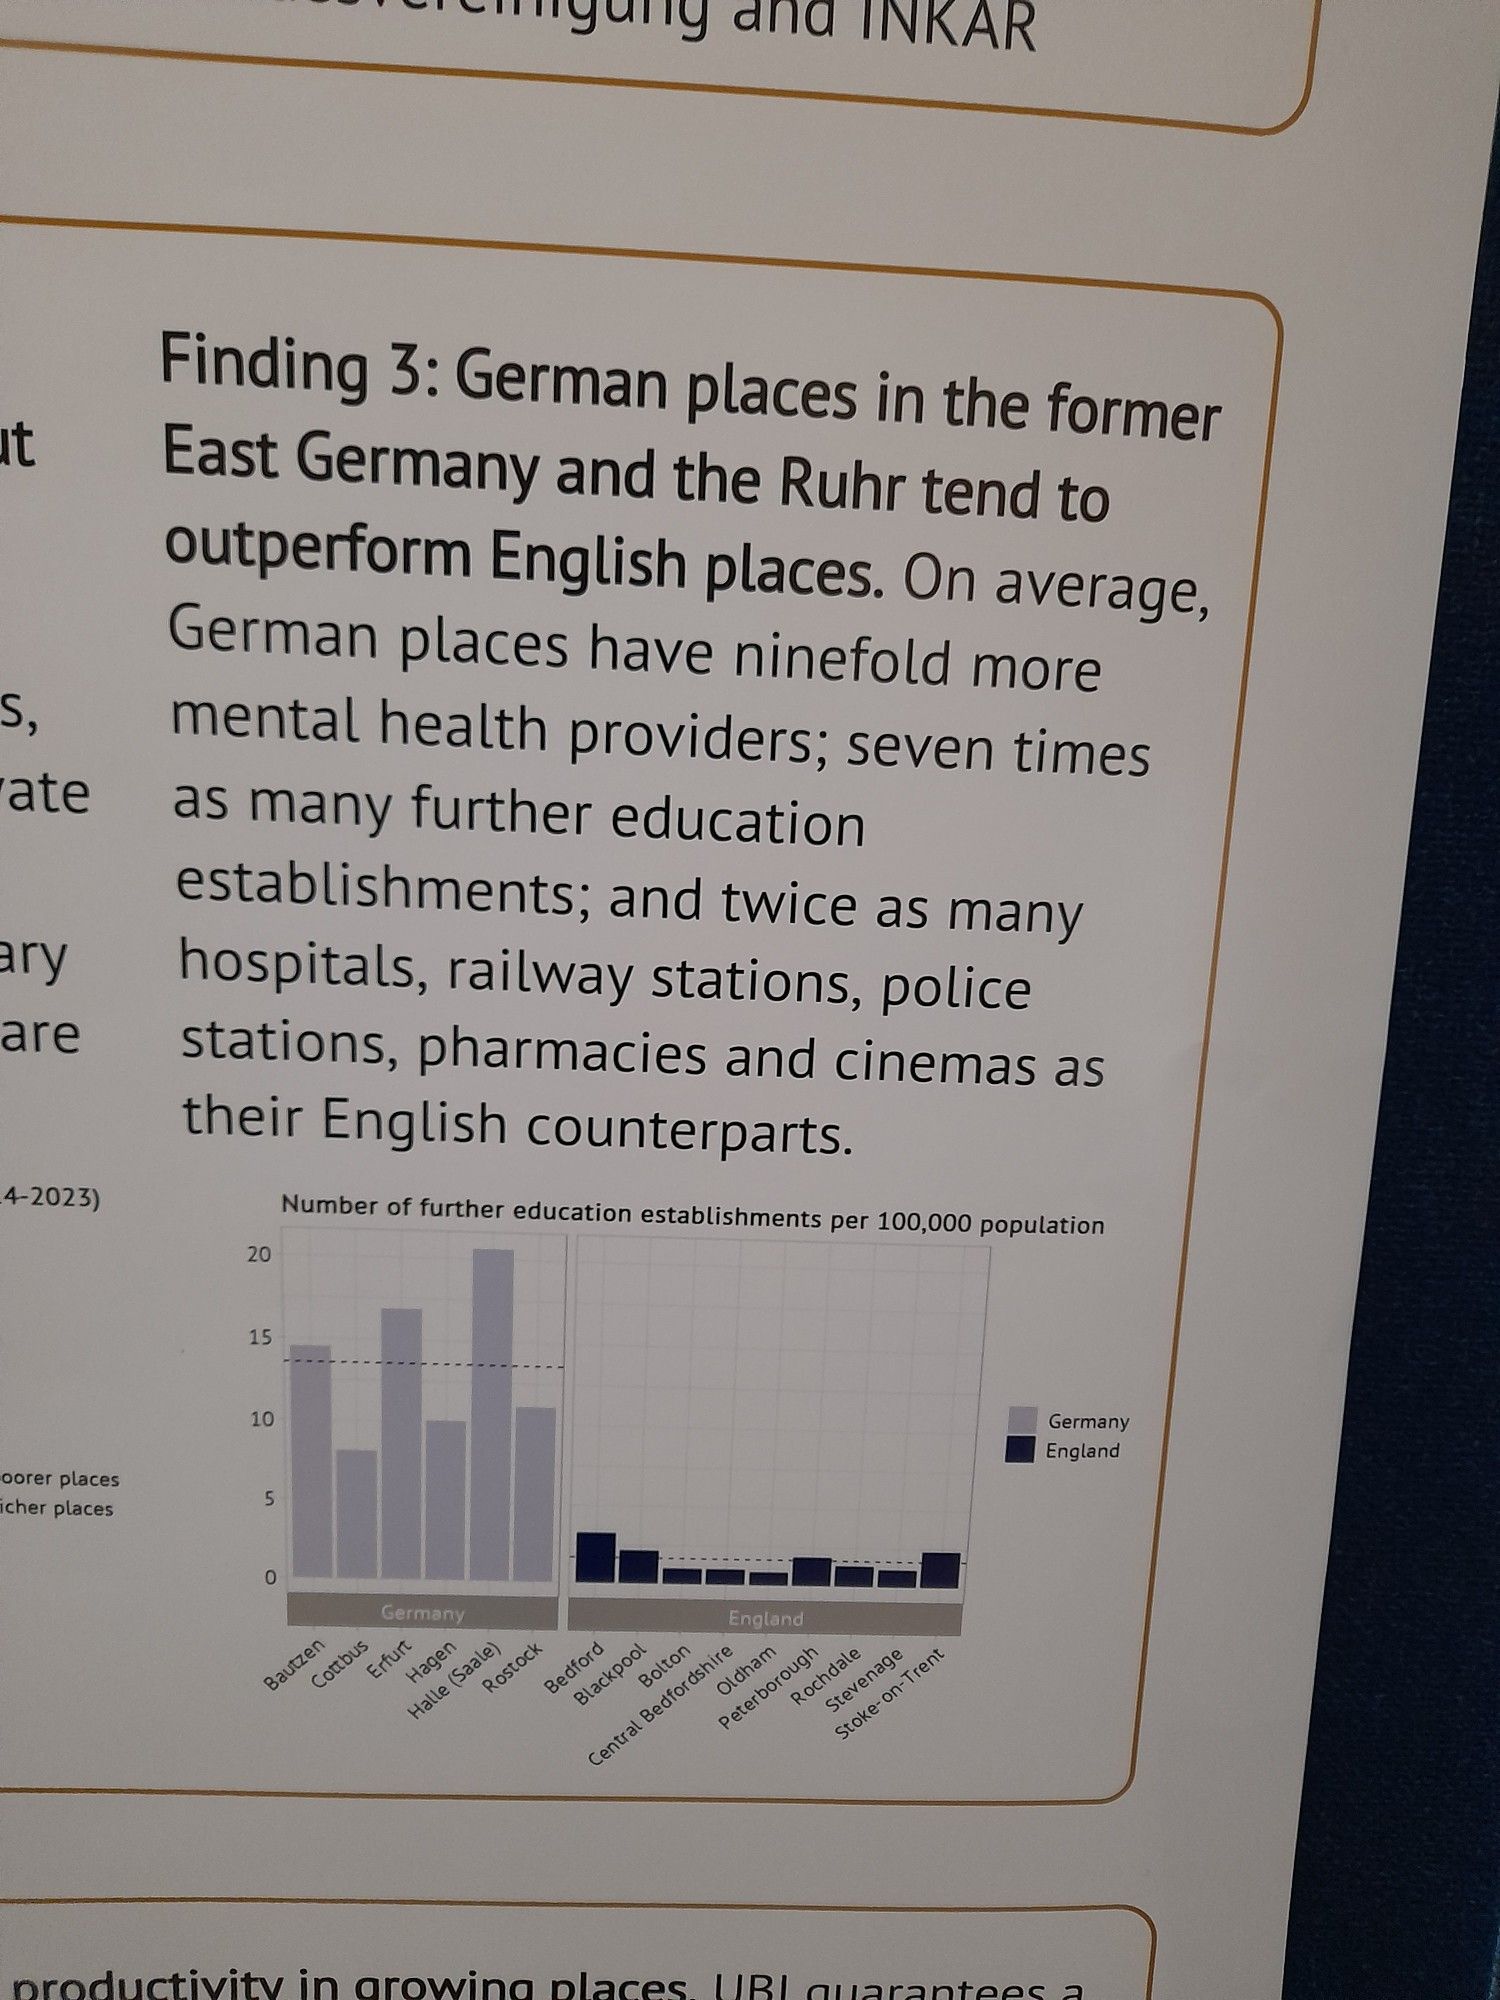 and INKAR
ut
s,
ate
ary
are
4-2023)
oorer places
icher places
Finding 3: German places in the former
East Germany and the Ruhr tend to
outperform English places. On average,
German places have ninefold more
mental health providers; seven times
as many further education
establishments; and twice as many
hospitals, railway stations, police
stations, pharmacies and cinemas as
their English counterparts.
Number of further education establishments per 100,000 population
20
15
10
5
0
Germany
England
Germany
England
Bautzen
Cottbus
Erfurt
Hagen
Halle (Saale)
Rostock
Bedford
Blackpool
Bolton
Central Bedfordshire
Oldham
Peterborough
Rochdale
Stevenage
Stoke-on-Trent
productivity in growing places. UBI guarantees a